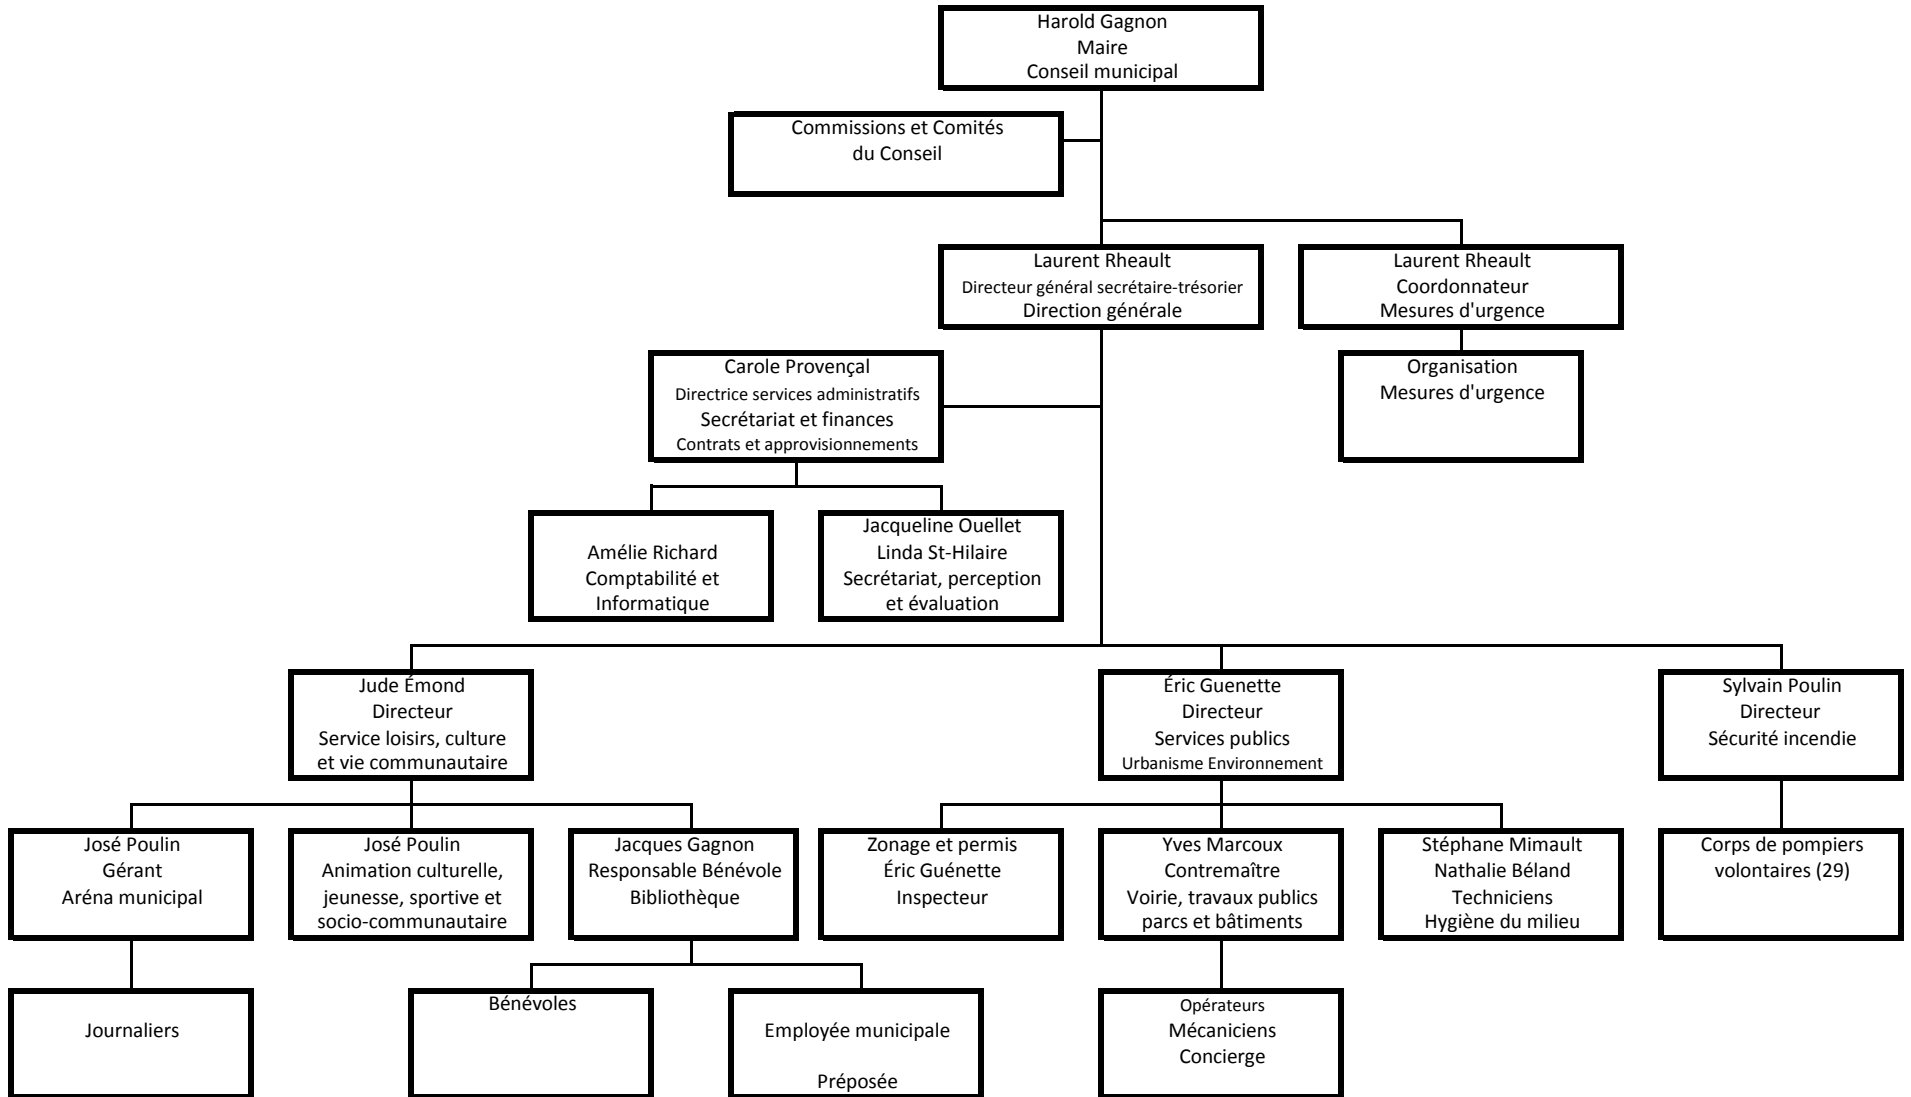 Harold Gagnon
Maire
Conseil municipal
Commissions et Comités
du Conseil
Laurent Rheault
Directeur général secrétaire-trésorier
Direction générale
Laurent Rheault
Coordonnateur
Mesures d'urgence
Carole Provençal
Directrice services administratifs
Secrétariat et finances
Contrats et approvisionnements
Organisation
Mesures d'urgence
Amélie Richard
Comptabilité et
Informatique
Jacqueline Ouellet
Linda St-Hilaire
Secrétariat, perception
et évaluation
Jude Émond
Directeur
Service loisirs, culture
et vie communautaire
Éric Guenette
Directeur
Services publics
Urbanisme Environnement
Sylvain Poulin
Directeur
Sécurité incendie
José Poulin
Gérant
Aréna municipal
José Poulin
Animation culturelle,
jeunesse, sportive et
socio-communautaire
Jacques Gagnon
Responsable Bénévole
Bibliothèque
Zonage et permis
Éric Guénette
Inspecteur
Yves Marcoux
Contremaître
Voirie, travaux publics
parcs et bâtiments
Stéphane Mimault
Nathalie Béland
Techniciens
Hygiène du milieu
Corps de pompiers
volontaires (29)
Journaliers
Bénévoles
Employée municipale
Préposée
Opérateurs
Mécaniciens
Concierge